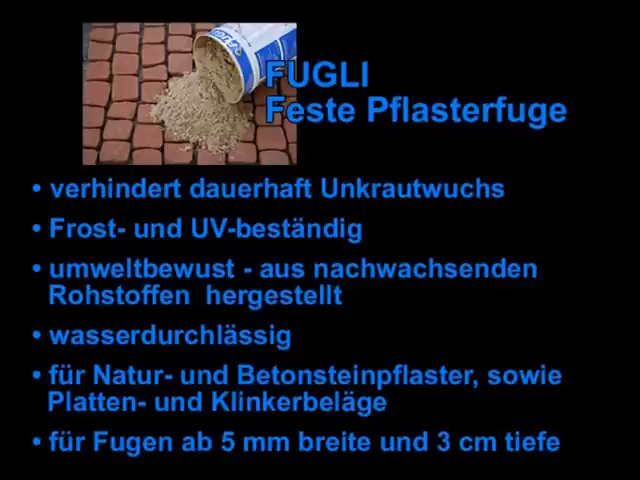 FUGLI
Feste Pflasterfuge
• verhindert dauerhaft Unkrautwuchs
• Frost- und UV-beständig
• umweltbewust - aus nachwachsenden
Rohstoffen hergestellt
• wasserdurchlässig
• für Natur- und Betonsteinpflaster, sowie
Platten- und Klinkerbeläge
• für Fugen ab 5 mm breite und 3 cm tiefe